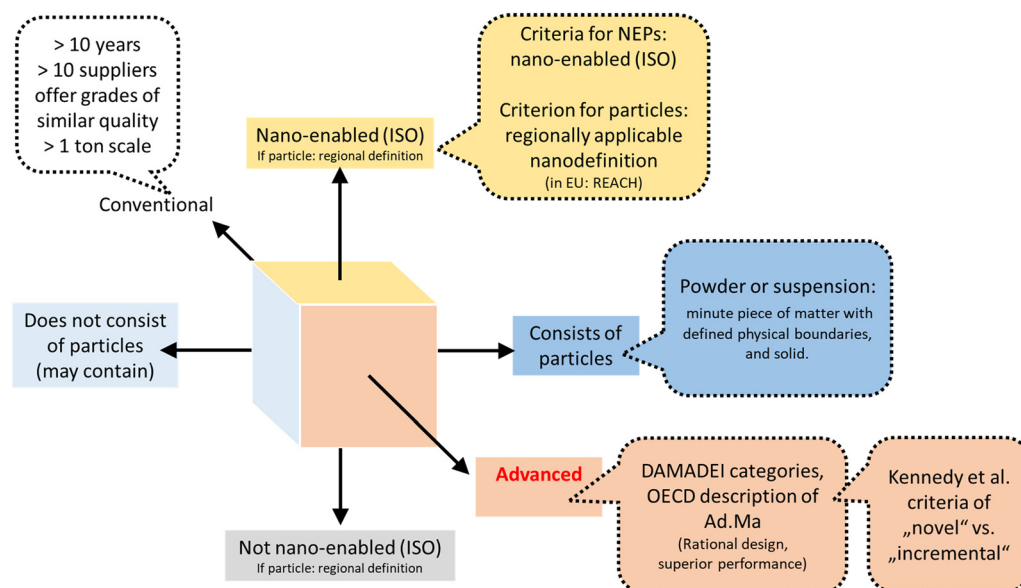 > 10 years
> 10 suppliers
offer grades of
similar quality
> 1 ton scale
Conventional
Nano-enabled (ISO)
If particle: regional definition
Criteria for NEPs:
nano-enabled (ISO)
Criterion for particles:
regionally applicable
nanodefinition
(in EU: REACH)
Does not consist
of particles
(may contain)
Consists of
particles
Powder or suspension:
minute piece of matter with
defined physical boundaries,
and solid.
Advanced
DAMADEI categories,
OECD description of
Ad.Ma
(Rational design,
superior performance)
Kennedy et al.
criteria of
„novel“ vs.
„incremental“
Not nano-enabled (ISO)
If particle: regional definition